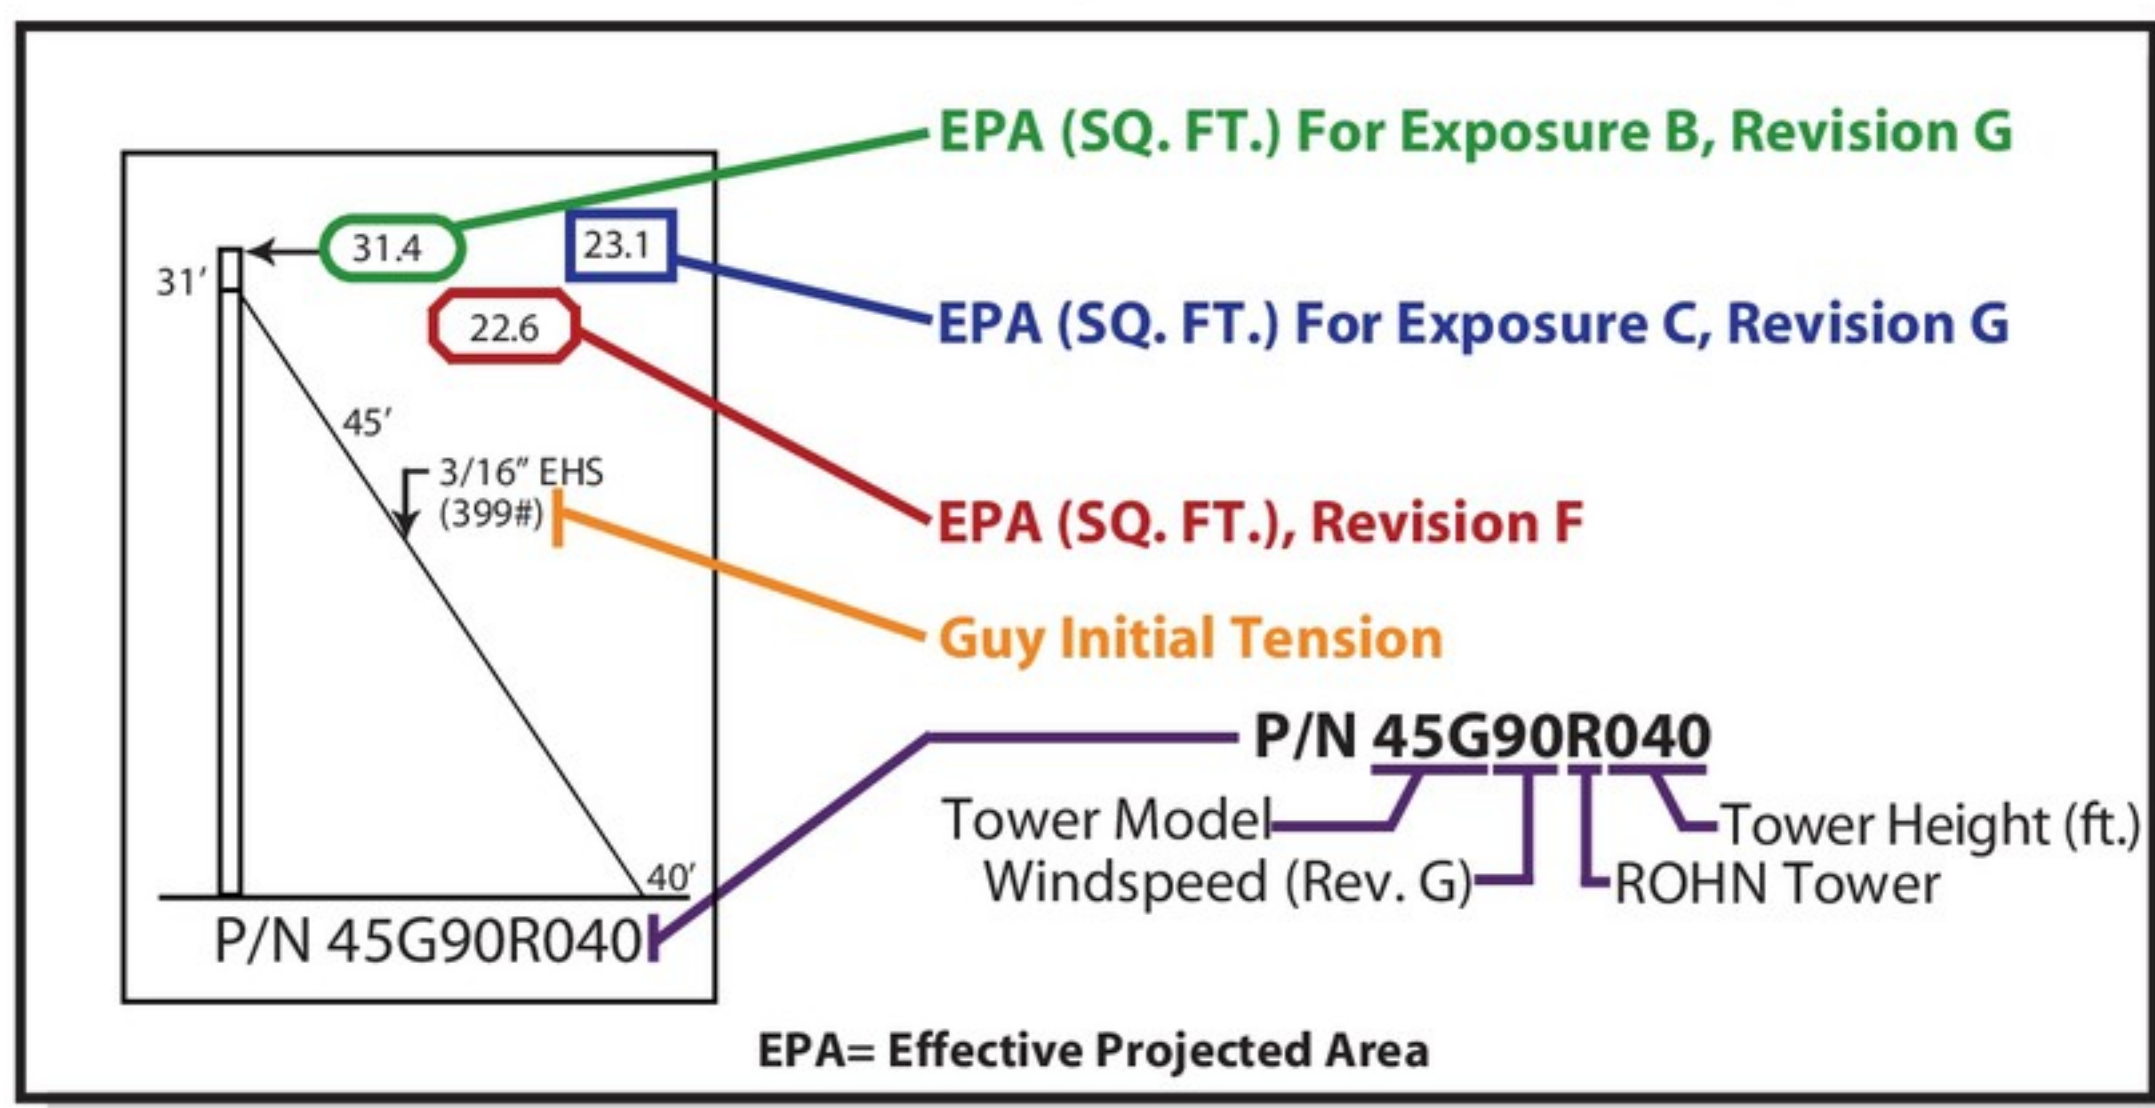 EPA (SQ. FT.) For Exposure B, Revision G
31.4
23.1
31′
22.6
EPA (SQ. FT.) For Exposure C, Revision G
45′
3/16” EHS
(399#)
EPA (SQ. FT.), Revision F
Guy Initial Tension
P/N 45G90R040
Tower Model
Tower Height (ft.)
Windspeed (Rev. G)
ROHN Tower
40′
P/N 45G90R040
EPA= Effective Projected Area